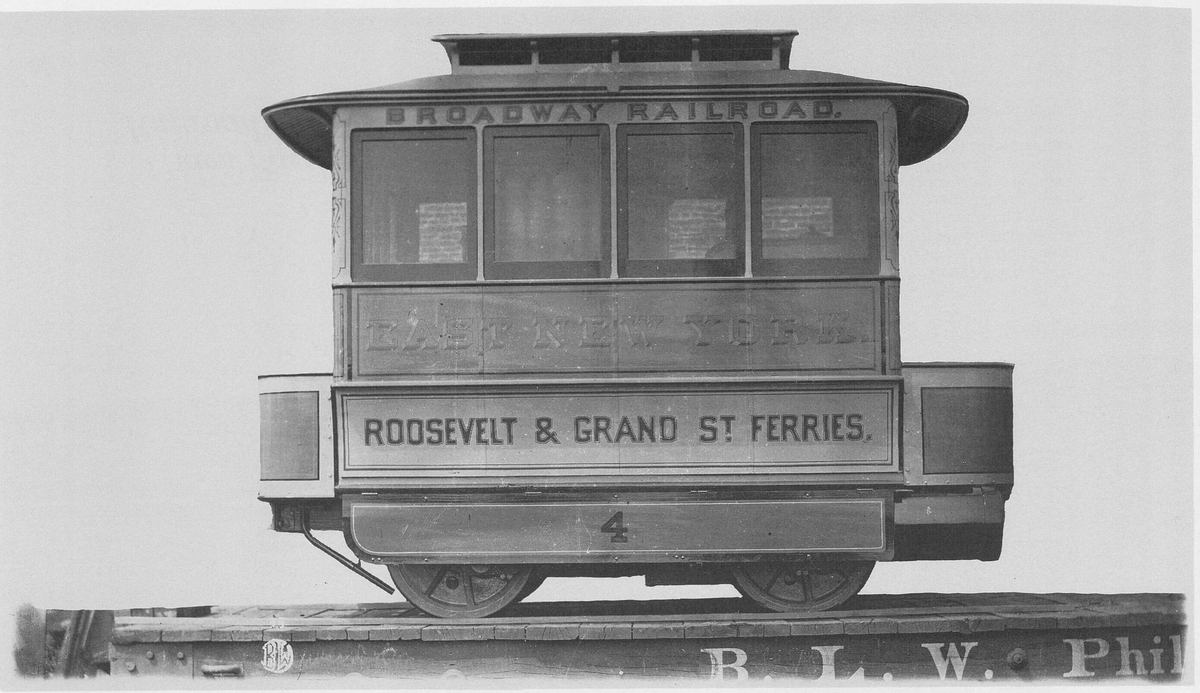 BROADWAY RAILROAD.
EAST NEW YORK.
ROOSEVELT & GRAND ST FERRIES.
4
BLW
B. L. W. Phil